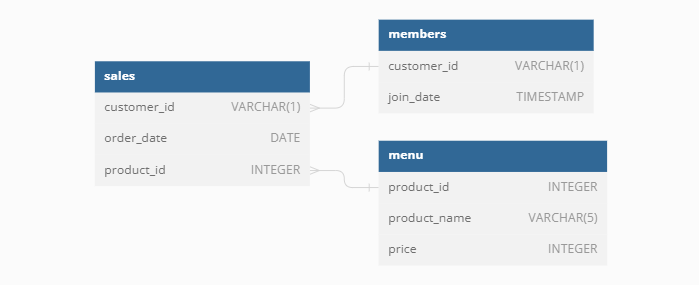 sales
customer_id VARCHAR(1)
order_date DATE
product_id INTEGER
members
customer_id VARCHAR(1)
join_date TIMESTAMP
menu
product_id INTEGER
product_name VARCHAR(5)
price INTEGER